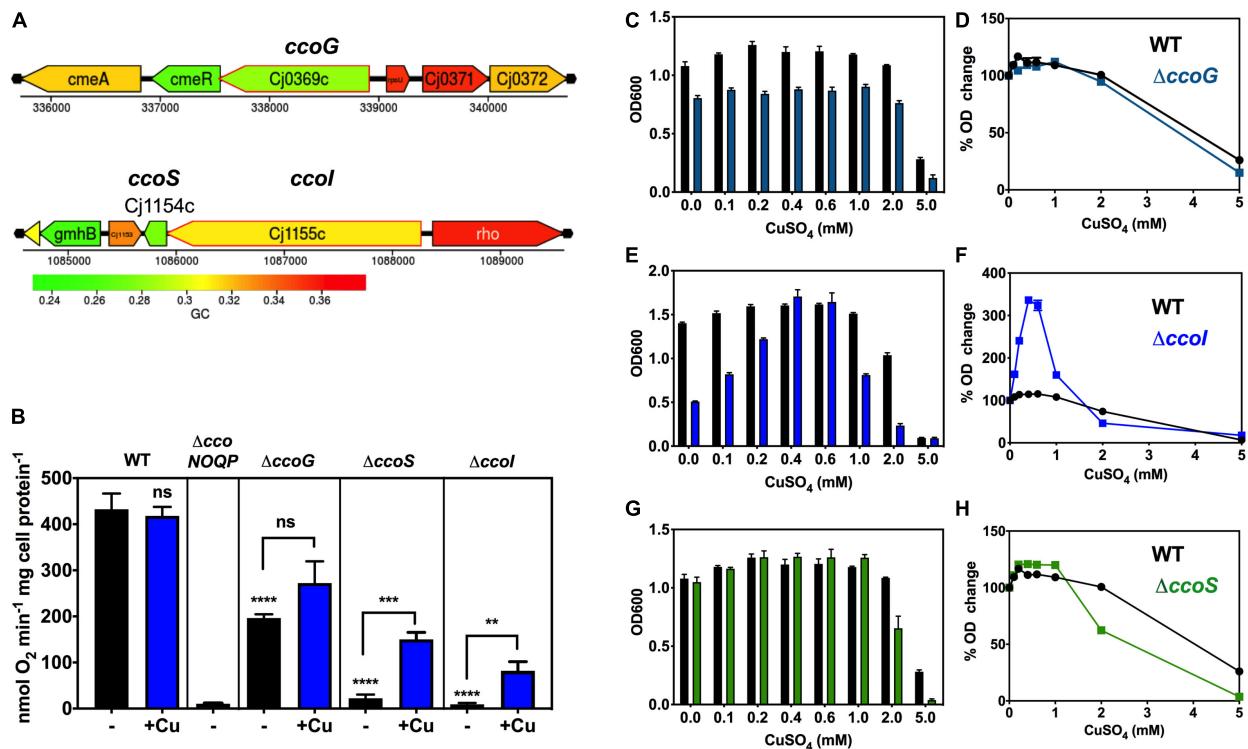 A
ccoG
cmeA cmeR Cj0369c rpsU Cj0371 Cj0372
336000 337000 338000 339000 340000
ccoS ccoI
Cj1154c
gmhB Cj1153 Cj1155c rho
1085000 1086000 1087000 1088000 1089000
0.24 0.26 0.28 0.3 0.32 0.34 0.36
GC
B
WT Δcco NOQP ΔccoG ΔccoS ΔccoI
nmol O2 min-1 mg cell protein-1
500
400
300
200
100
0
ns
****
ns
****
***
****
**
- +Cu - - +Cu - +Cu - +Cu
C
OD600
1.5
1.0
0.5
0.0
0.0 0.1 0.2 0.4 0.6 1.0 2.0 5.0
CuSO4 (mM)
D
% OD change
150
100
50
0
WT
ΔccoG
0 1 2 3 4 5
CuSO4 (mM)
E
OD600
2.0
1.5
1.0
0.5
0.0
0.0 0.1 0.2 0.4 0.6 1.0 2.0 5.0
CuSO4 (mM)
F
% OD change
400
300
200
100
0
WT
ΔccoI
0 1 2 3 4 5
CuSO4 (mM)
G
OD600
1.5
1.0
0.5
0.0
0.0 0.1 0.2 0.4 0.6 1.0 2.0 5.0
CuSO4 (mM)
H
% OD change
150
100
50
0
WT
ΔccoS
0 1 2 3 4 5
CuSO4 (mM)